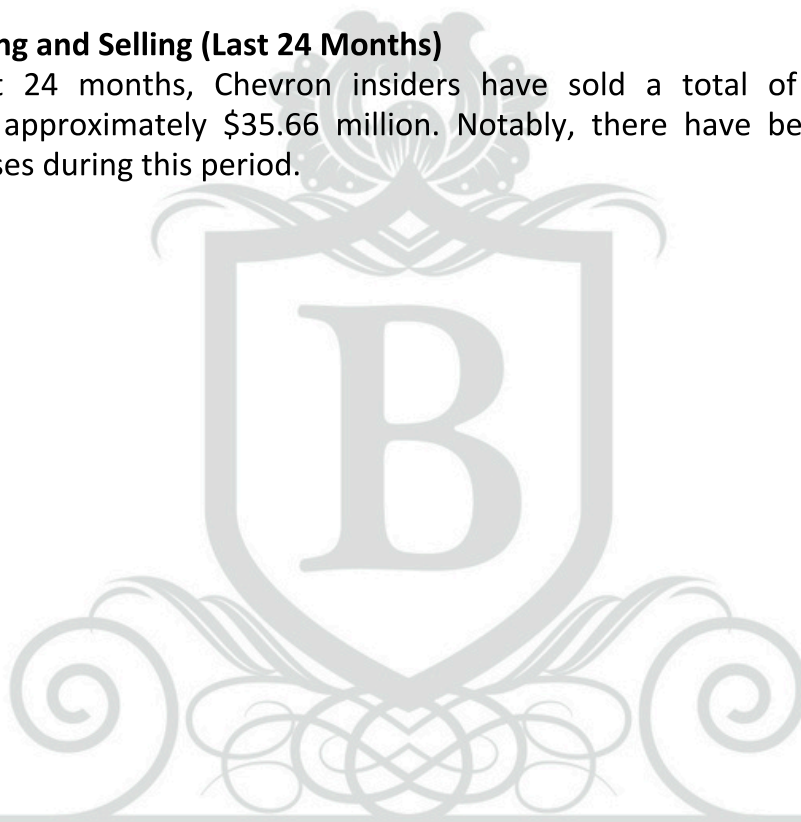 ng and Selling (Last 24 Months)
t 24 months, Chevron insiders have sold a total of
approximately $35.66 million. Notably, there have be
ses during this period.
B